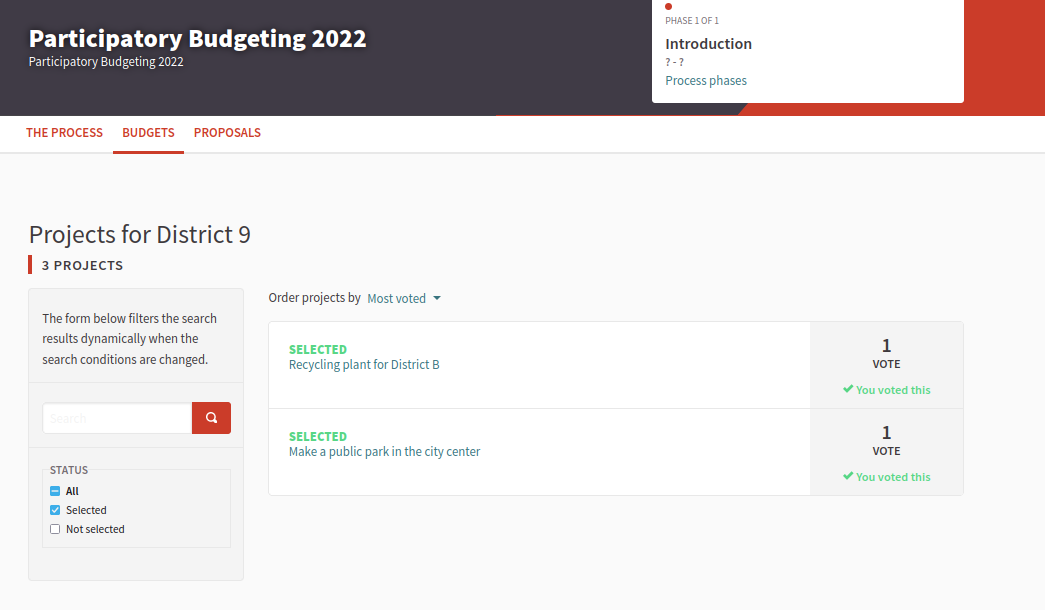 Participatory Budgeting 2022
Participatory Budgeting 2022
PHASE 1 OF 1
Introduction
? - ?
Process phases
THE PROCESS
BUDGETS
PROPOSALS
Projects for District 9
3 PROJECTS
The form below filters the search
results dynamically when the
search conditions are changed.
Search
STATUS
All
Selected
Not selected
Order projects by Most voted
SELECTED
Recycling plant for District B
1
VOTE
You voted this
SELECTED
Make a public park in the city center
1
VOTE
You voted this